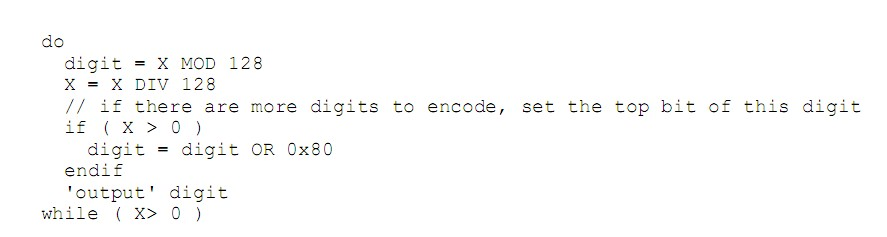 do
digit = X MOD 128
X = X DIV 128
// if there are more digits to encode, set the top bit of this digit
if ( X > 0 )
digit = digit OR 0x80
endif
'output' digit
while ( X> 0 )